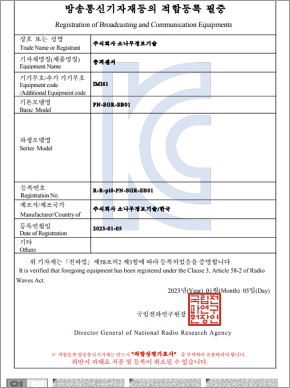 방송통신기자재등의 적합등록 필증
Registration of Broadcasting and Communication Equipments
상호 또는 성명
Trade Name or Registrant
주식회사 소나무정보기술
기자재명칭(제품명칭)
Equipment Name
충격센서
기기부호/추가 기기부호
Equipment code
/Additional Equipment code
IMI61
기본모델명
Basic Model
PN-SGR-SB01
파생모델명
Series Model
등록번호
Registration No.
R-R-pi0-PN-SGR-SB01
제조자/제조국가
Manufacturer/Country of
주식회사 소나무정보기술/한국
등록연월일
Date of Registration
2023-01-05
기타
Others
위 기자재는 「전파법」 제58조의2 제3항에 따라 등록되었음을 증명합니다.
It is verified that foregoing equipment has been registered under the Clause 3, Article 58-2 of Radio
Waves Act.
2023년(Year) 01월(Month) 05일(Day)
국립전파연구원장
Director General of National Radio Research Agency
※ 적합등록 방송통신기자재는 반드시 "적합성평가표시" 를 부착하여 유통하여야 합니다.
위반시 과태료 처분 및 등록이 취소될 수 있습니다.